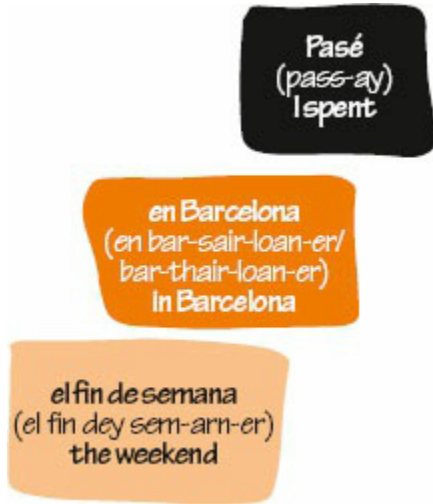 Pasé
(pass-ay)
I spent
en Barcelona
(en bar-sair-loan-er/
bar-thair-loan-er)
in Barcelona
el fin de semana
(el fin dey sem-arn-er)
the weekend